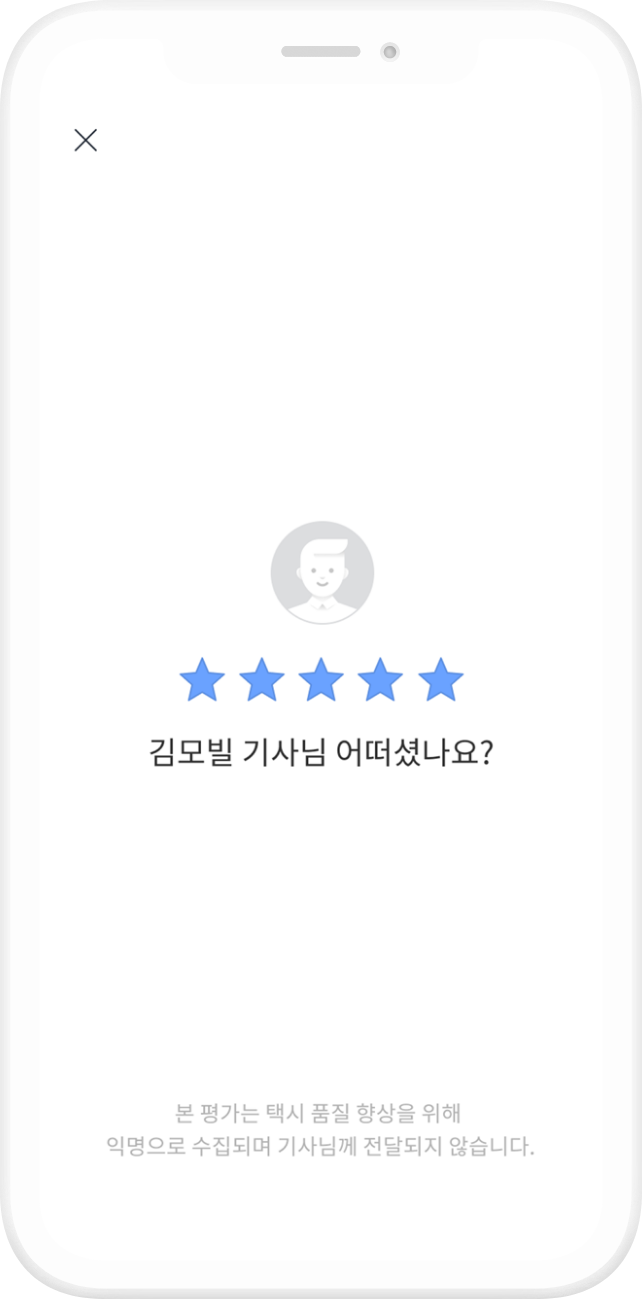 김모빌 기사님 어떠셨나요?
본 평가는 택시 품질 향상을 위해
익명으로 수집되며 기사님께 전달되지 않습니다.